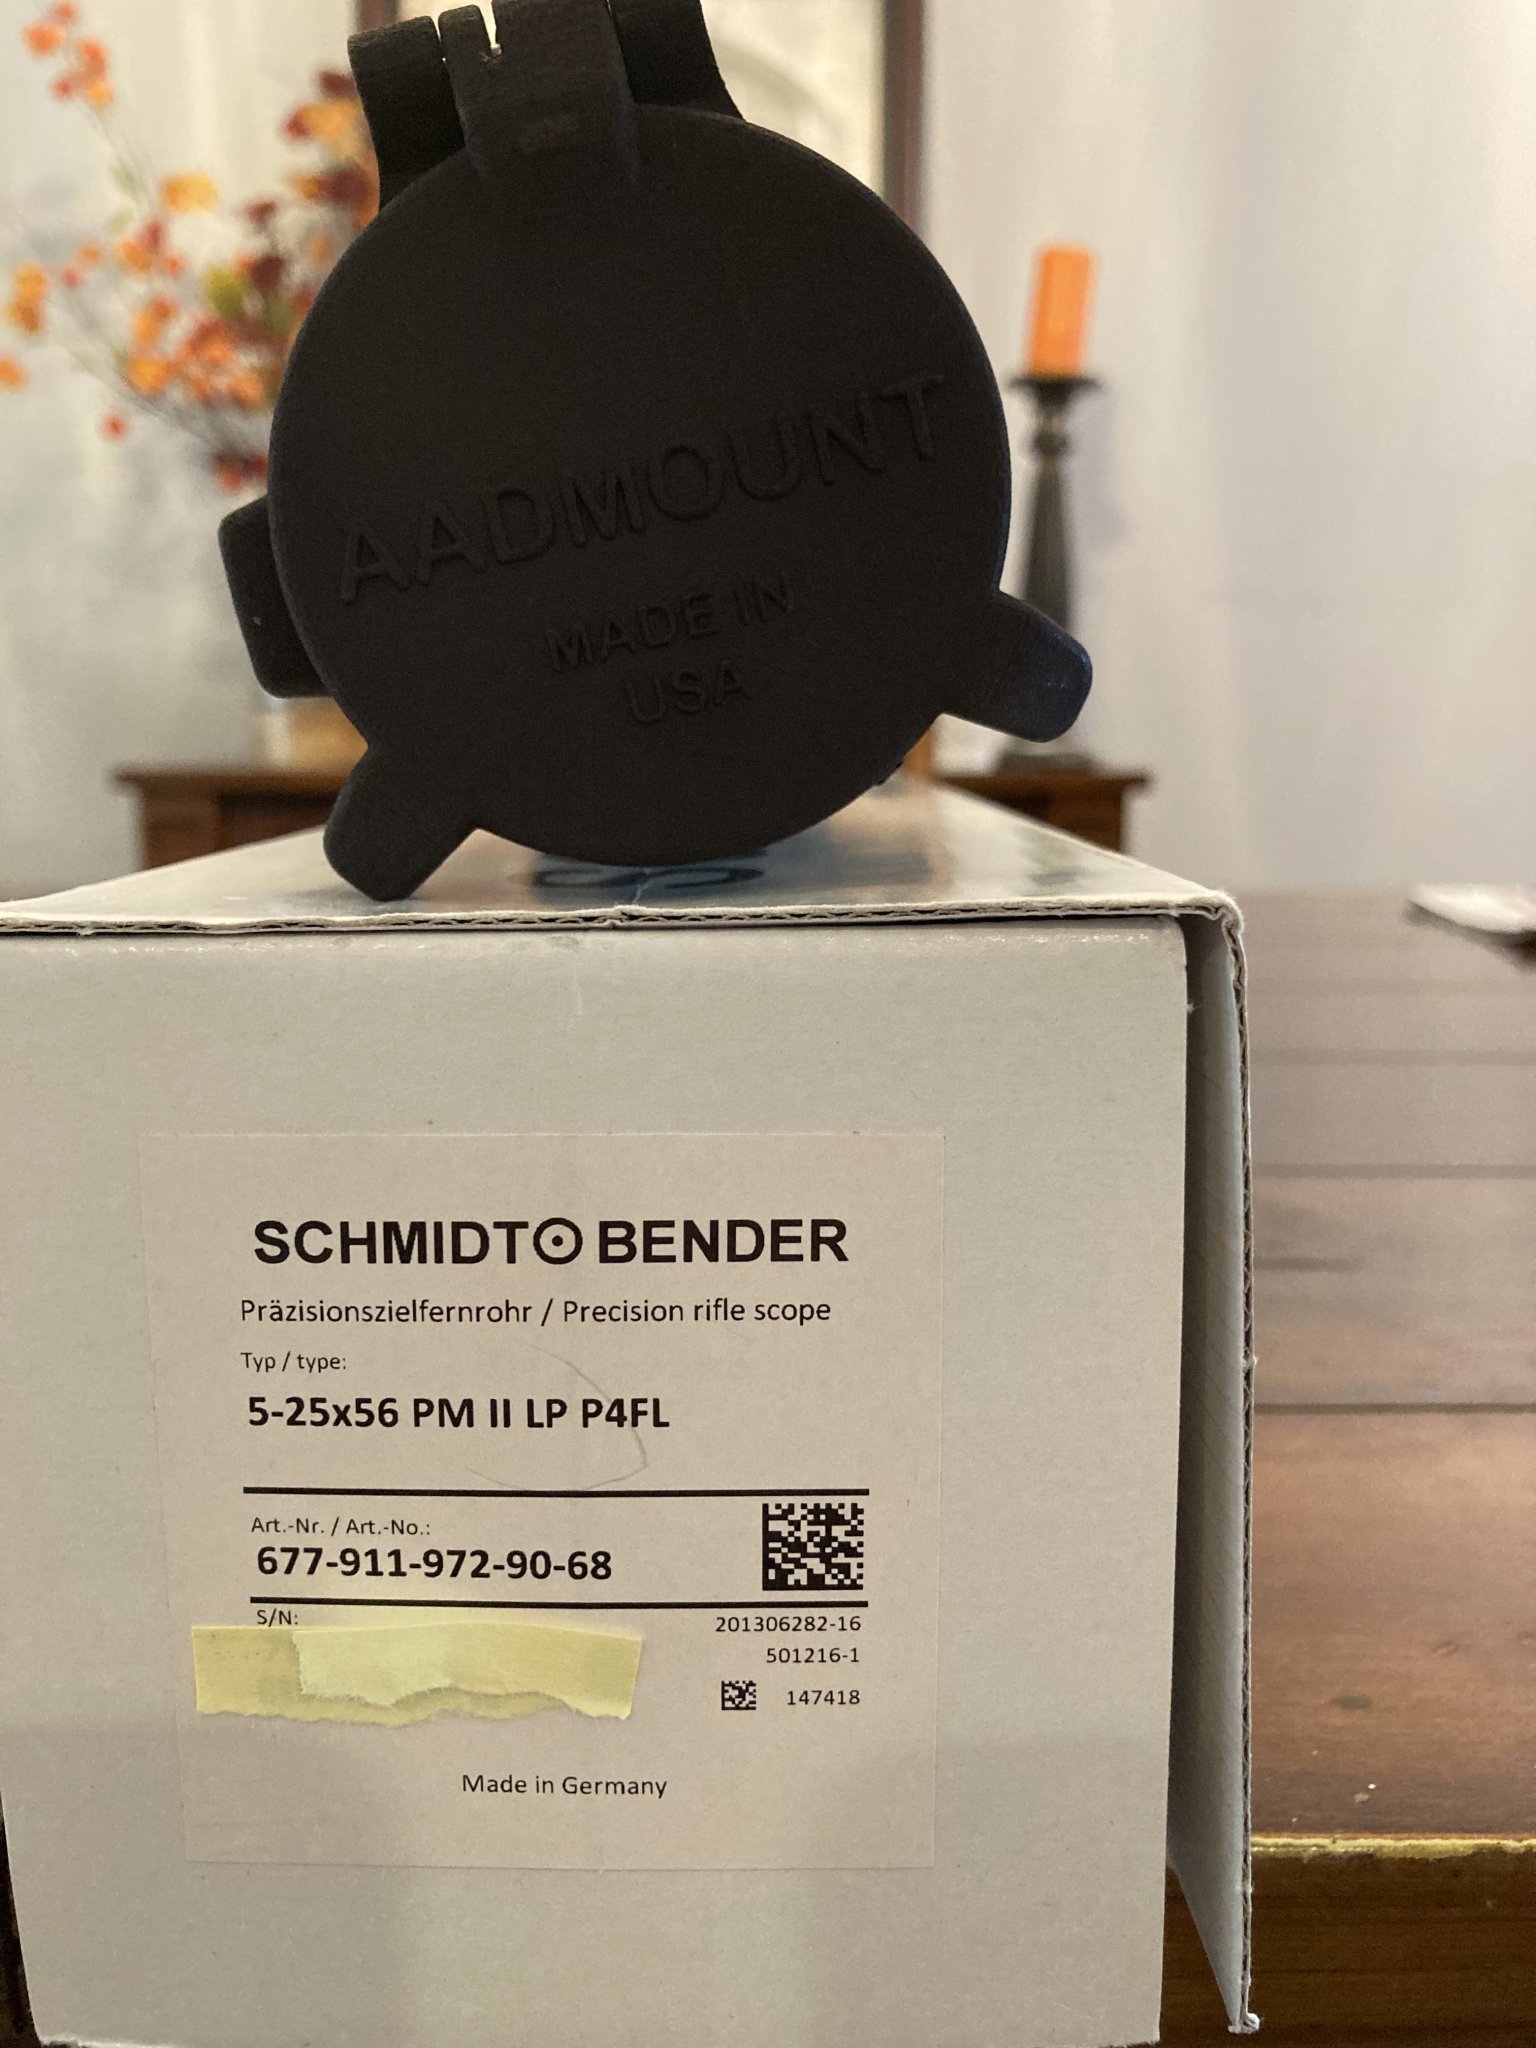 AADMOUNT
MADE IN
USA
SCHMIDT BENDER
Präzisionszielfernrohr / Precision rifle scope
Typ / type:
5-25x56 PM II LP P4FL
Art.-Nr. / Art.-No.:
677-911-972-90-68
S/N:
201306282-16
501216-1
147418
Made in Germany